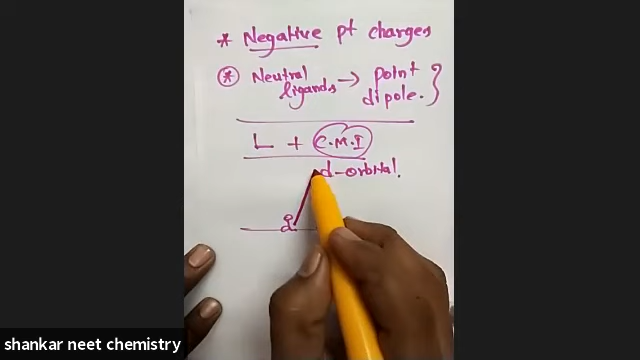 * Negative pt charges
* Neutral ligands → point dipole. }
L + C.M.I
d-orbital.
d
shankar neet chemistry